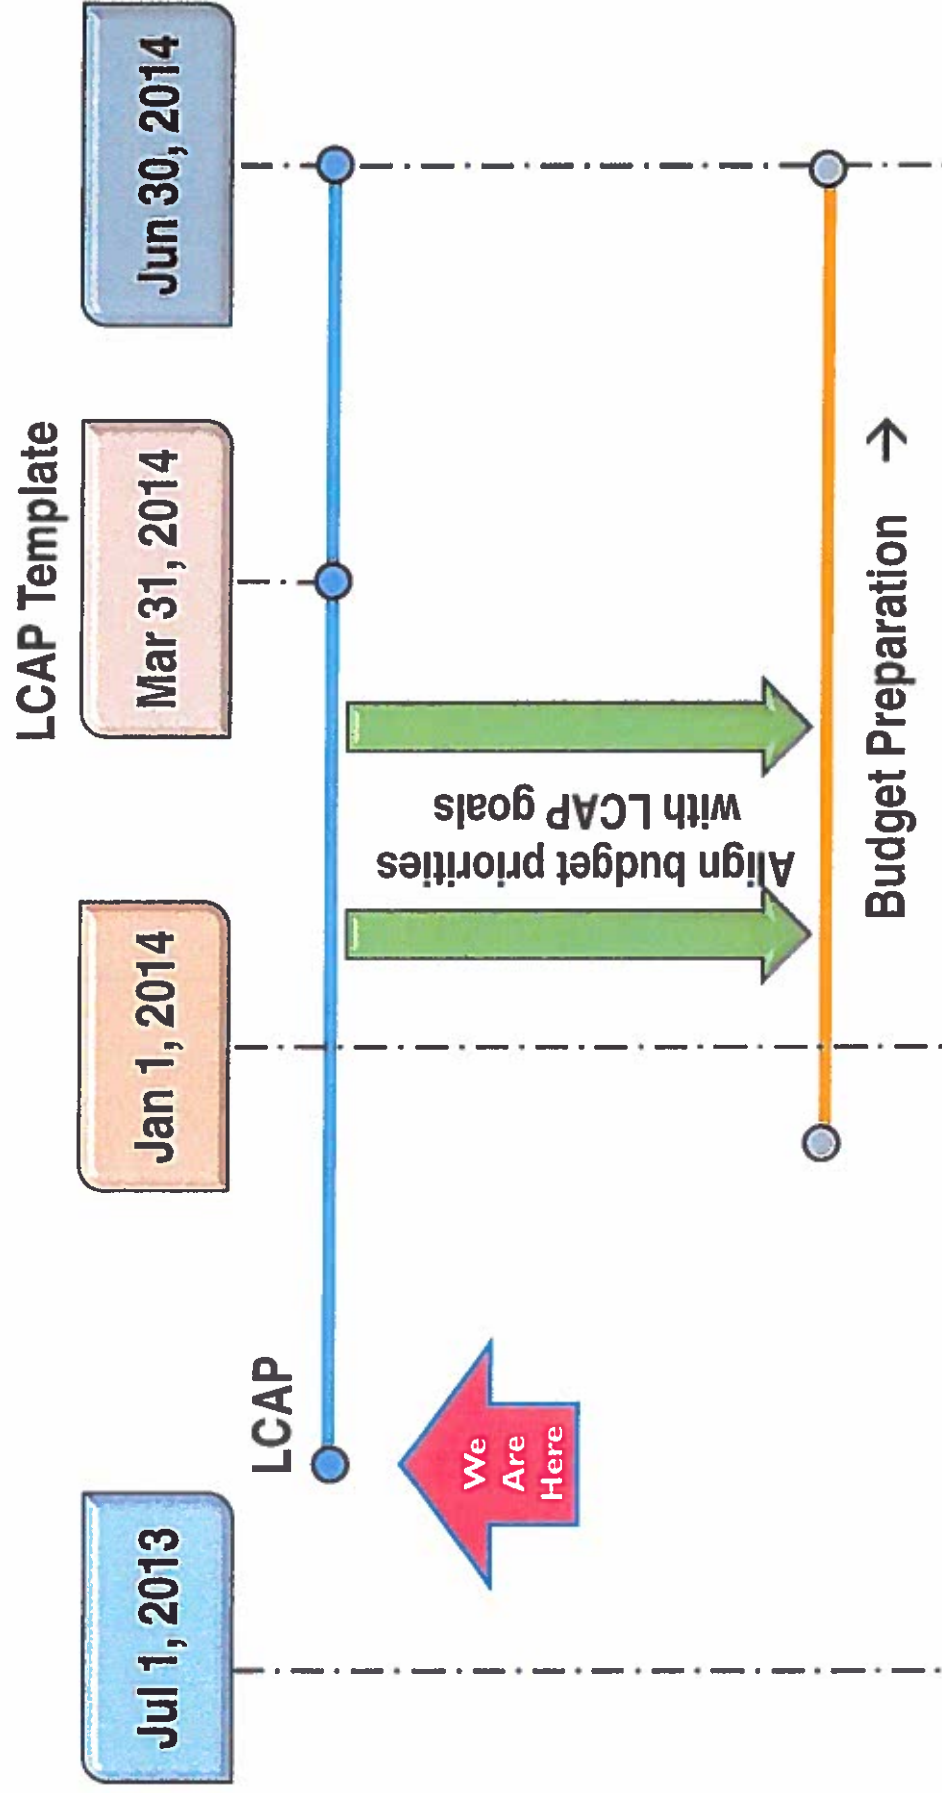 LCAP Template
Jul 1, 2013
Jan 1, 2014
Mar 31, 2014
Jun 30, 2014
LCAP
We
Are
Here
Align budget priorities
with LCAP goals
Budget Preparation →